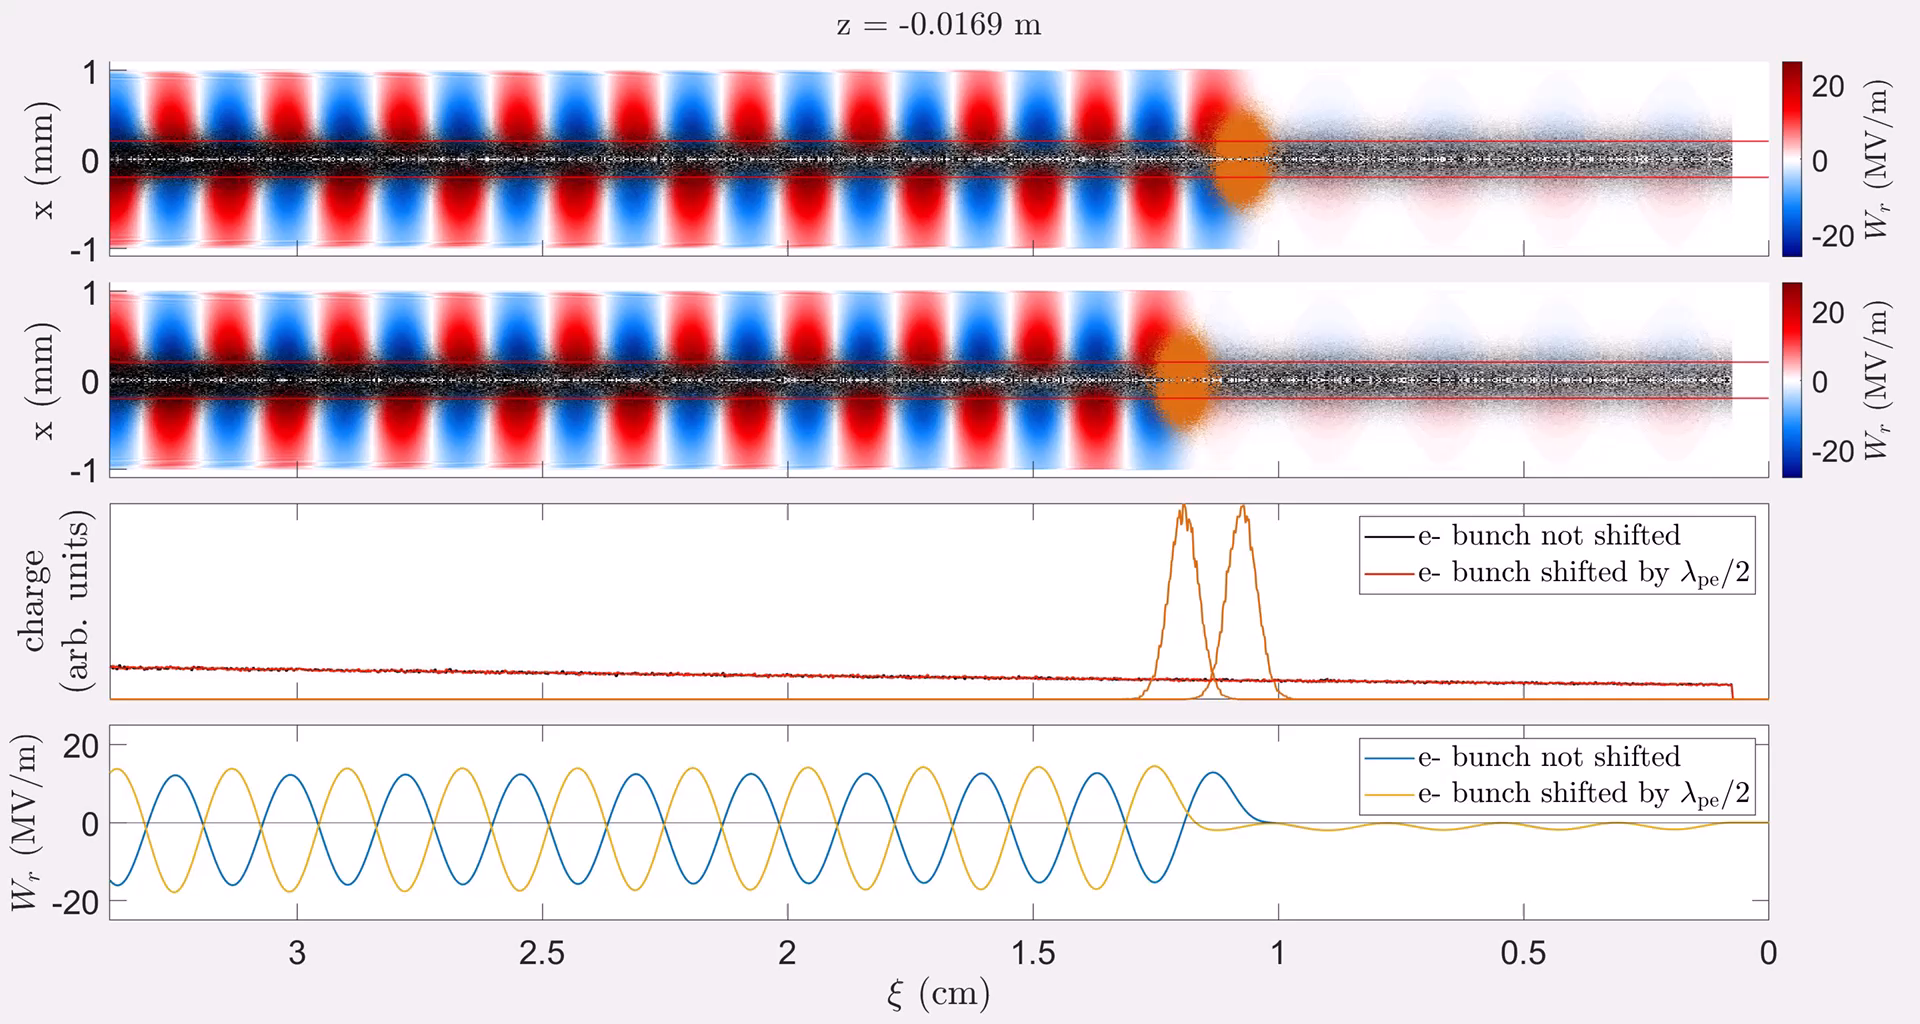 z = -0.0169 m
1
0
-1
x (mm)
20
0
-20
W_r (MV/m)
1
0
-1
x (mm)
20
0
-20
W_r (MV/m)
charge
(arb. units)
e- bunch not shifted
e- bunch shifted by λ_pe/2
W_r (MV/m)
20
0
-20
e- bunch not shifted
e- bunch shifted by λ_pe/2
3 2.5 2 1.5 1 0.5 0
ξ (cm)